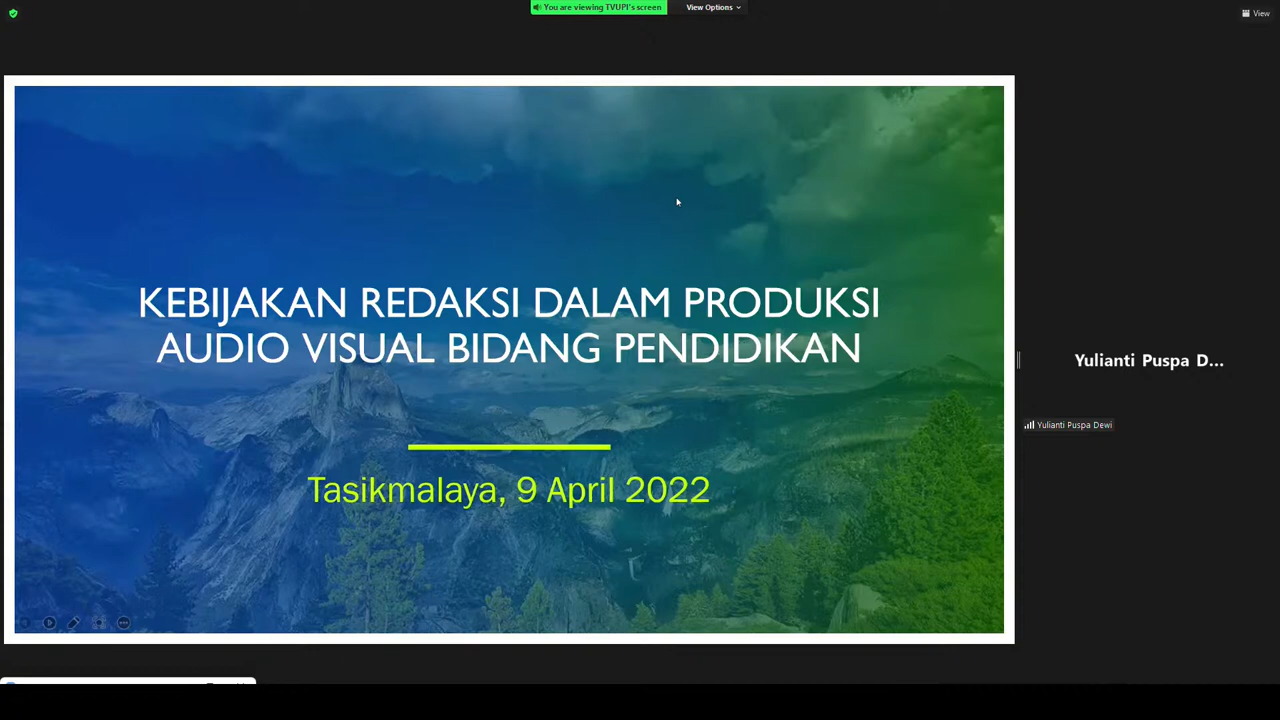 You are viewing TVUPI's screen
View Options
View
KEBIJAKAN REDAKSI DALAM PRODUKSI
AUDIO VISUAL BIDANG PENDIDIKAN
Tasikmalaya, 9 April 2022
Yulianti Puspa D...
Yulianti Puspa Dewi